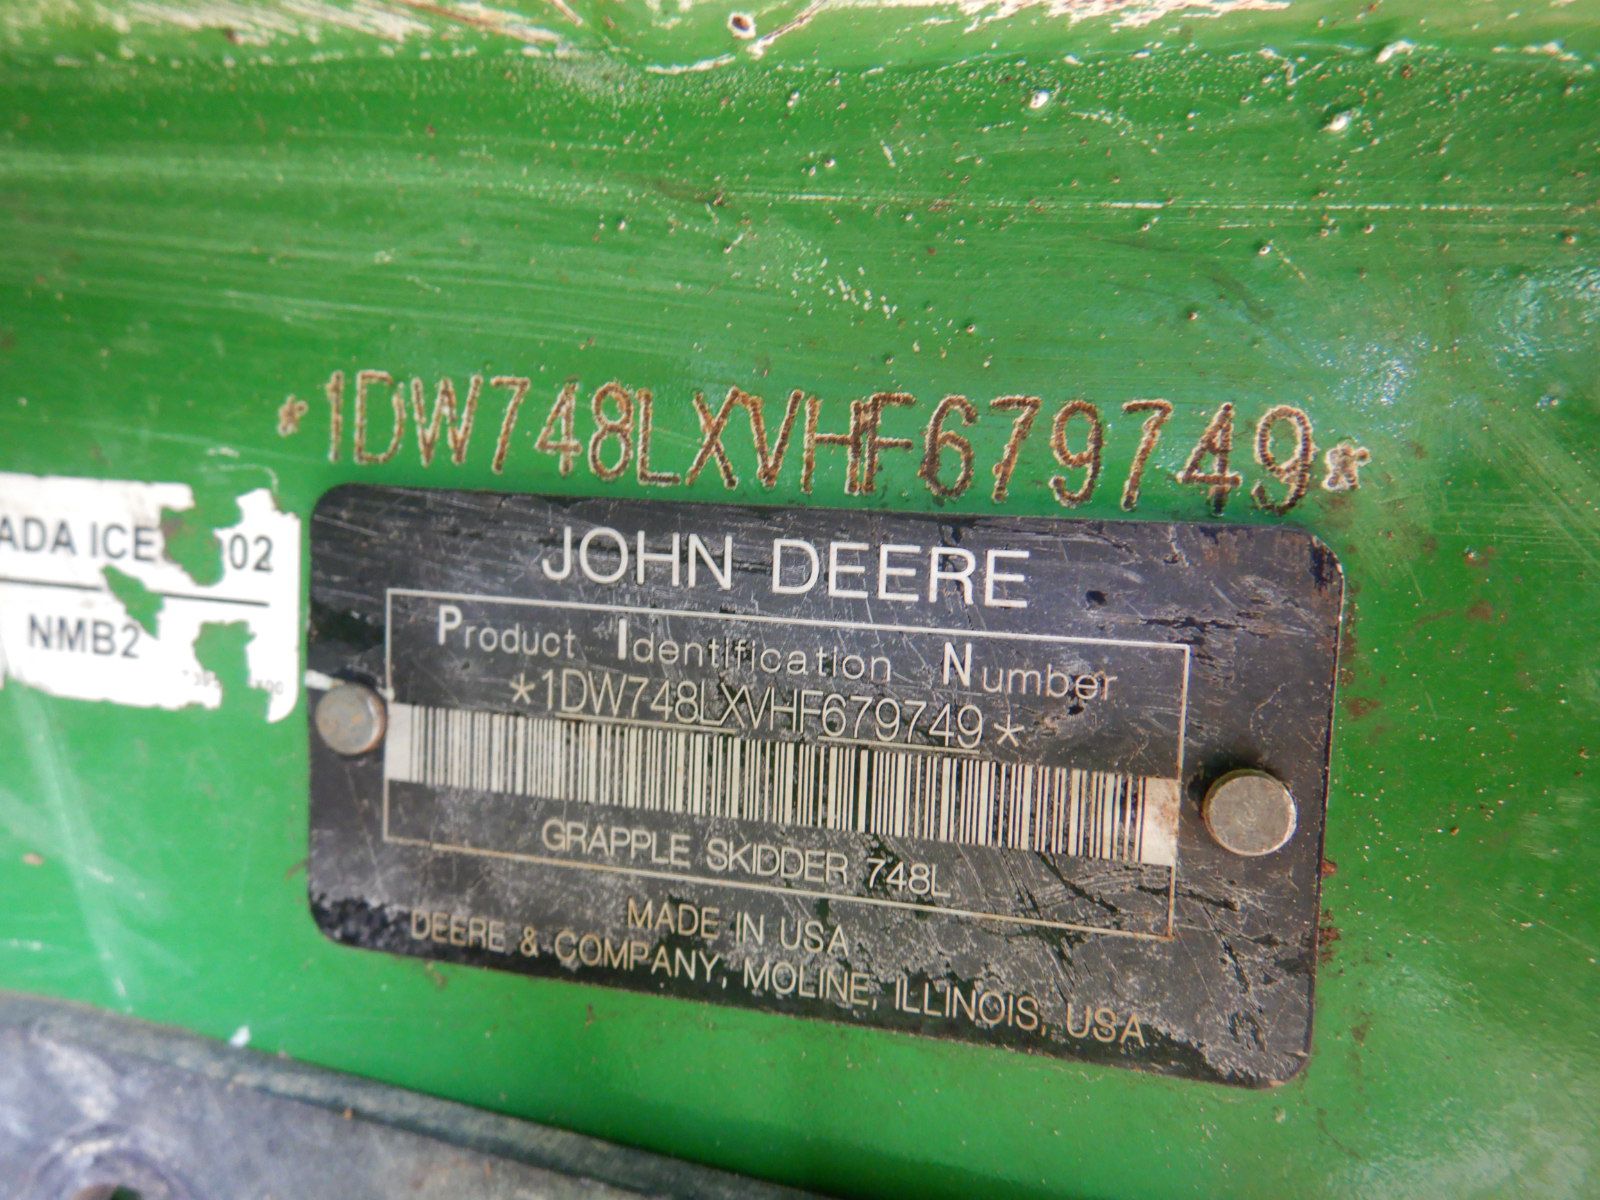 *1DW748LXVHF679749*
ADA ICE 02
NMB2
JOHN DEERE
Product Identification Number
*1DW748LXVHF679749*
GRAPPLE SKIDDER 748L
MADE IN USA
DEERE & COMPANY, MOLINE, ILLINOIS, USA